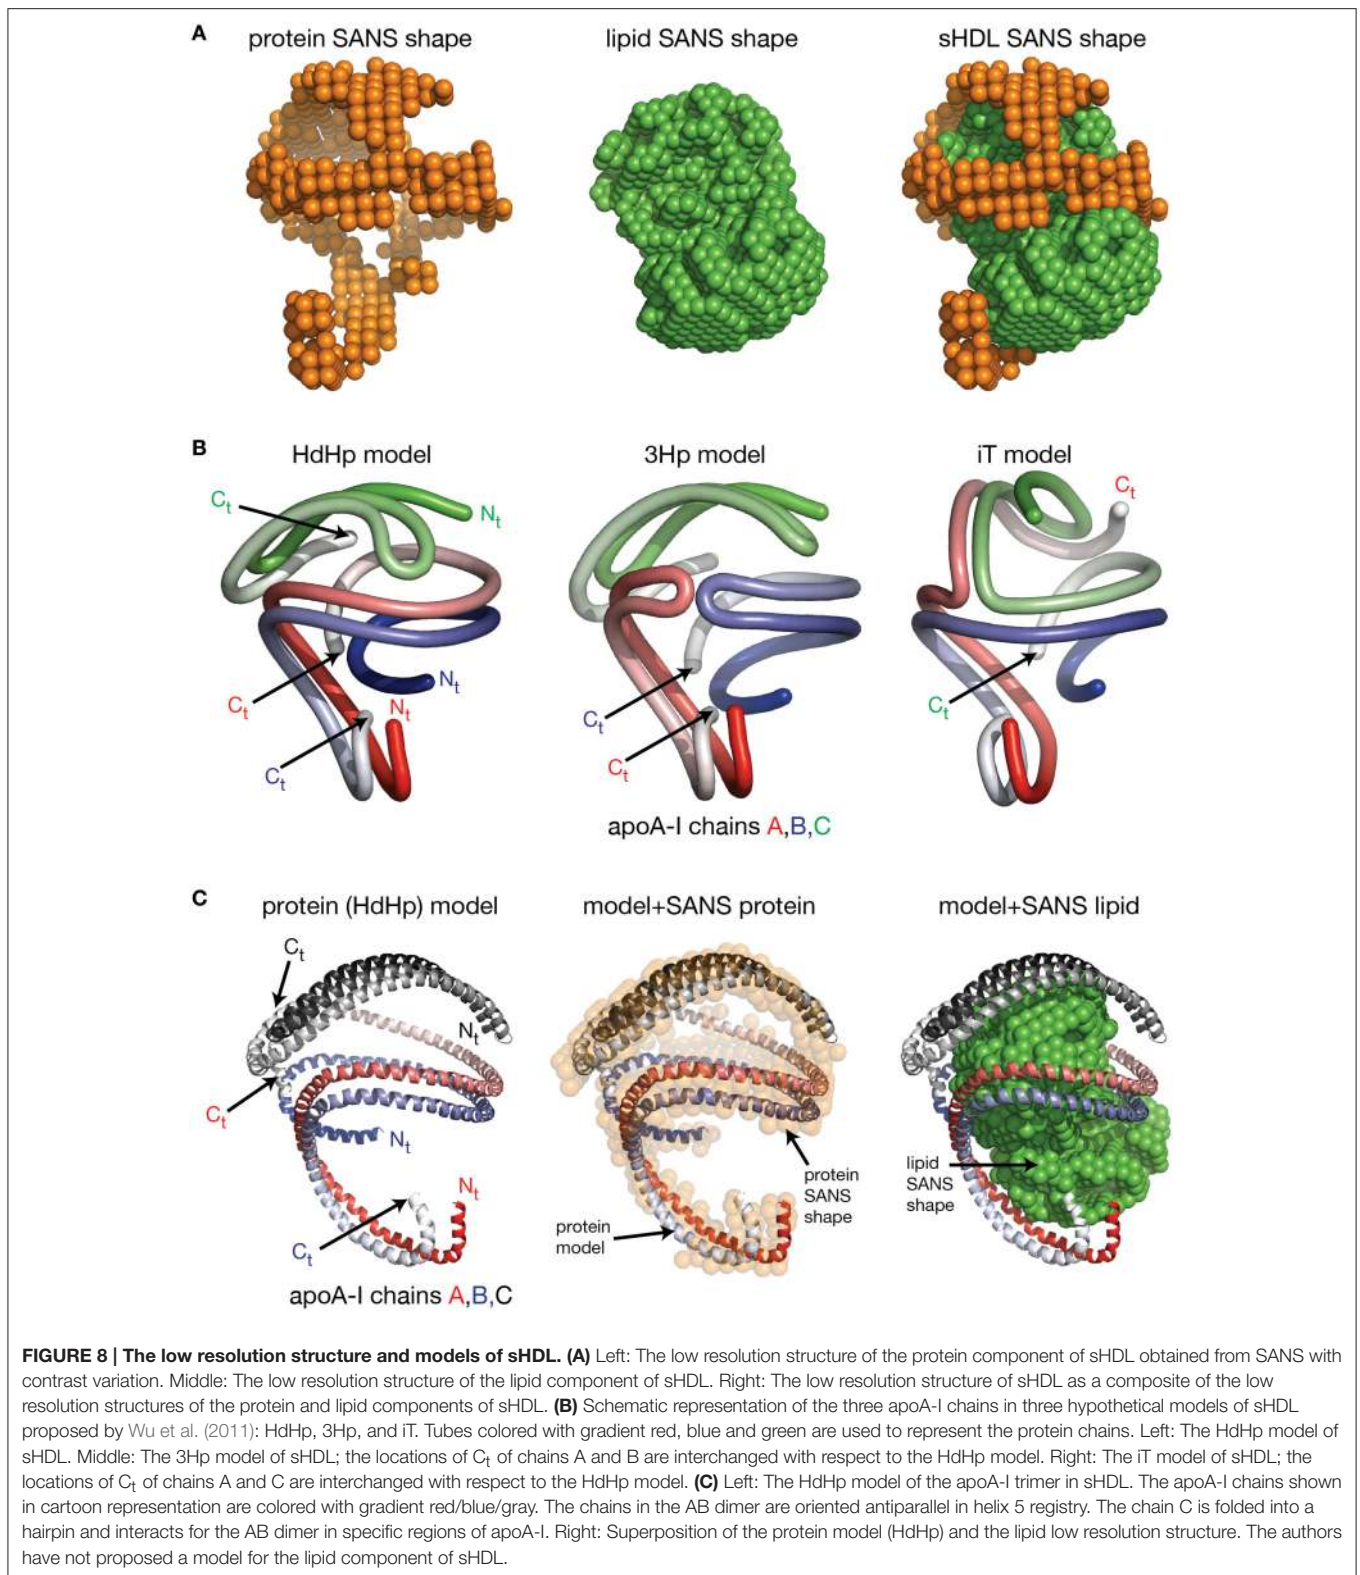 A
protein SANS shape
lipid SANS shape
sHDL SANS shape
B
HdHp model
3Hp model
iT model
Ct
Nt
Ct
Ct
Nt
Nt
Ct
Ct
Ct
Ct
Ct
apoA-I chains A,B,C
C
protein (HdHp) model
model+SANS protein
model+SANS lipid
Ct
Nt
Ct
Nt
Nt
Ct
protein
SANS
shape
protein
model
lipid
SANS
shape
apoA-I chains A,B,C
FIGURE 8 | The low resolution structure and models of sHDL. (A) Left: The low resolution structure of the protein component of sHDL obtained from SANS with
contrast variation. Middle: The low resolution structure of the lipid component of sHDL. Right: The low resolution structure of sHDL as a composite of the low
resolution structures of the protein and lipid components of sHDL. (B) Schematic representation of the three apoA-I chains in three hypothetical models of sHDL
proposed by Wu et al. (2011): HdHp, 3Hp, and iT. Tubes colored with gradient red, blue and green are used to represent the protein chains. Left: The HdHp model of
sHDL. Middle: The 3Hp model of sHDL; the locations of Ct of chains A and B are interchanged with respect to the HdHp model. Right: The iT model of sHDL; the
locations of Ct of chains A and C are interchanged with respect to the HdHp model. (C) Left: The HdHp model of the apoA-I trimer in sHDL. The apoA-I chains shown
in cartoon representation are colored with gradient red/blue/gray. The chains in the AB dimer are oriented antiparallel in helix 5 registry. The chain C is folded into a
hairpin and interacts for the AB dimer in specific regions of apoA-I. Right: Superposition of the protein model (HdHp) and the lipid low resolution structure. The authors
have not proposed a model for the lipid component of sHDL.